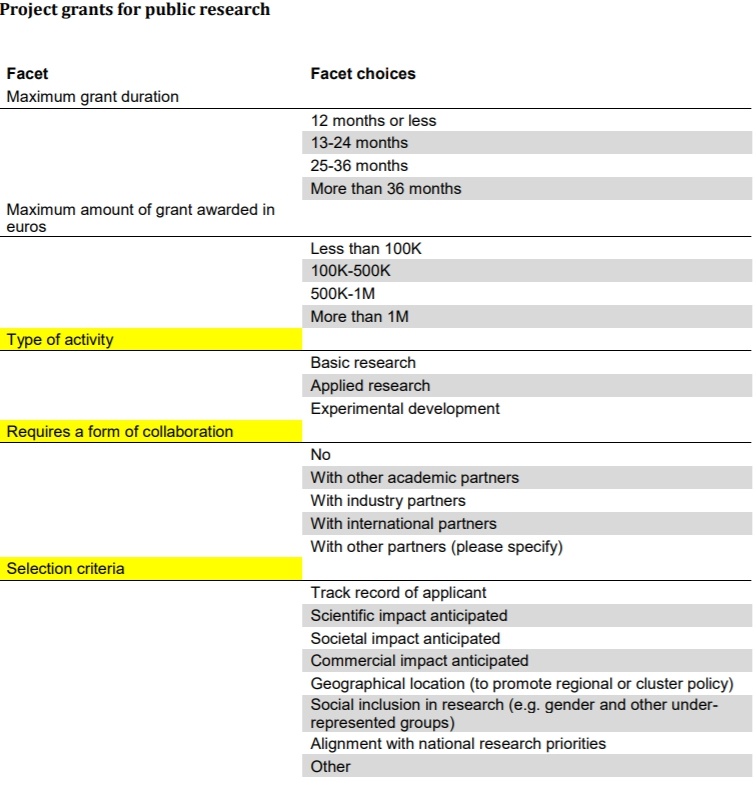 Project grants for public research
Facet Facet choices
Maximum grant duration
12 months or less
13-24 months
25-36 months
More than 36 months
Maximum amount of grant awarded in
euros
Less than 100K
100K-500K
500K-1M
More than 1M
Type of activity
Basic research
Applied research
Experimental development
Requires a form of collaboration
No
With other academic partners
With industry partners
With international partners
With other partners (please specify)
Selection criteria
Track record of applicant
Scientific impact anticipated
Societal impact anticipated
Commercial impact anticipated
Geographical location (to promote regional or cluster policy)
Social inclusion in research (e.g. gender and other under-
represented groups)
Alignment with national research priorities
Other